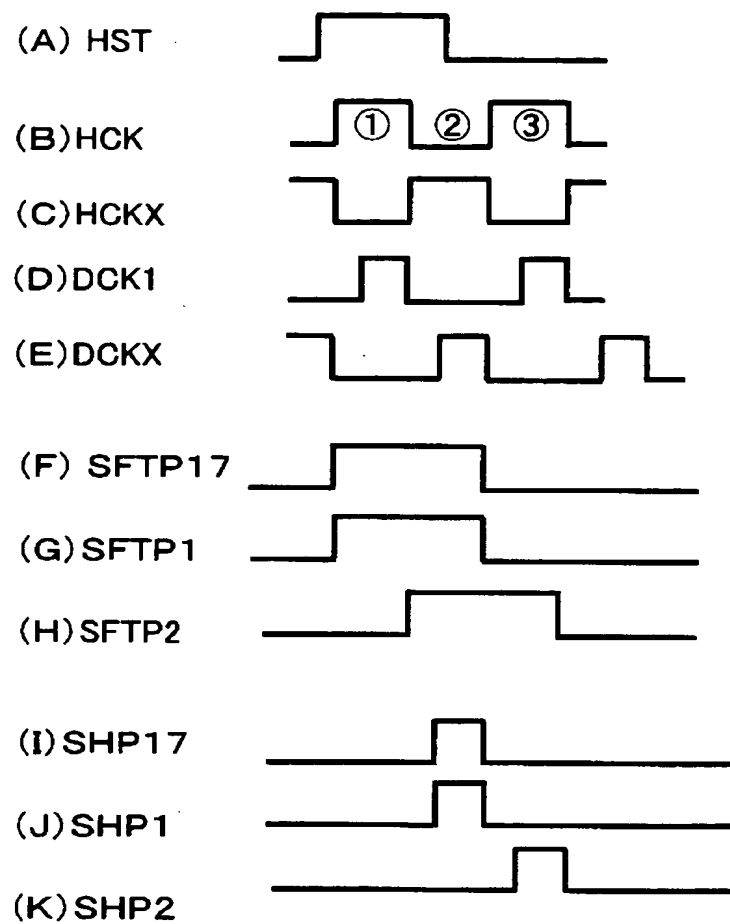 (A) HST
① ② ③
(B)HCK
(C)HCKX
(D)DCK1
(E)DCKX
(F) SFTP17
(G)SFTP1
(H)SFTP2
(I)SHP17
(J)SHP1
(K)SHP2